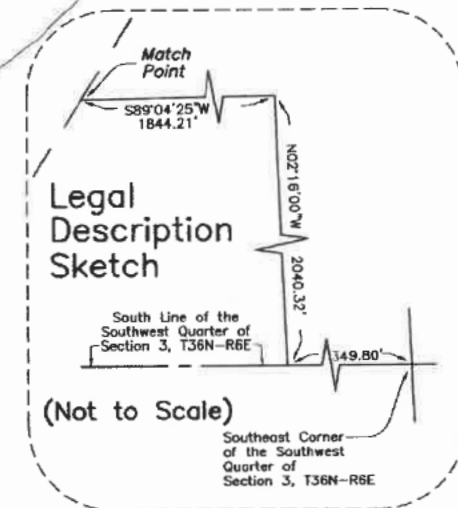 Match
Point
S89°04'25"W
1844.21'
N02°16'00"W
2040.32'
Legal
Description
Sketch
South Line of the
Southwest Quarter of
Section 3, T36N-R6E
349.80'
(Not to Scale)
Southeast Corner
of the Southwest
Quarter of
Section 3, T36N-R6E